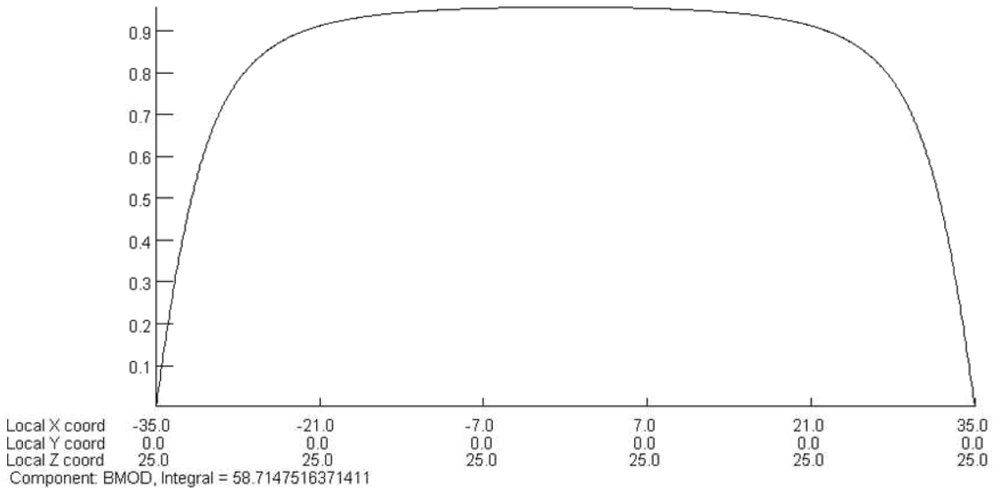 0.9
0.8
0.7
0.6
0.5
0.4
0.3
0.2
0.1
Local X coord -35.0 -21.0 -7.0 7.0 21.0 35.0
Local Y coord 0.0 0.0 0.0 0.0 0.0 0.0
Local Z coord 25.0 25.0 25.0 25.0 25.0 25.0
Component: BMOD, Integral = 58.7147516371411